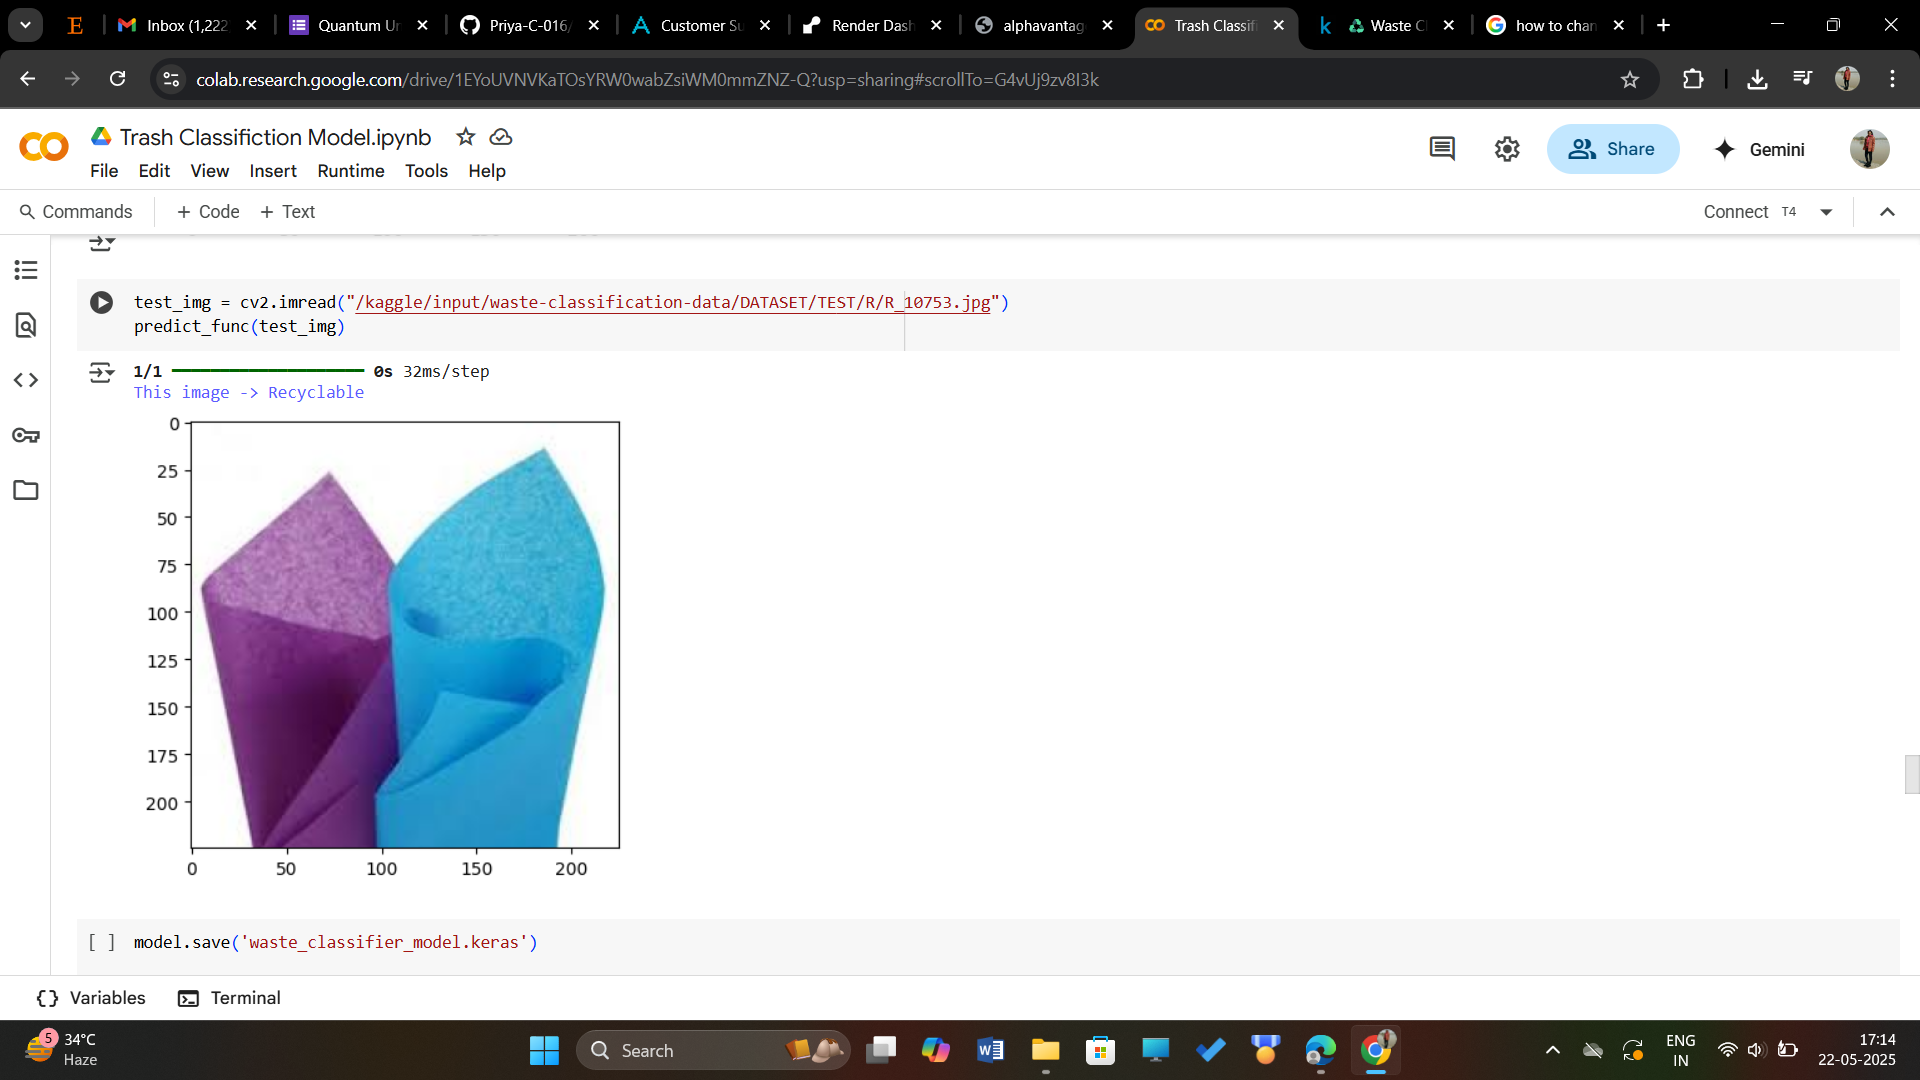 Inbox (1,222
Quantum Ur
Priya-C-016/
Customer Su
Render Dash
alphavantag
Trash Classifi
Waste Cl
how to chan
colab.research.google.com/drive/1EYoUVNVKaTOsYRW0wabZsiWM0mmZNZ-Q?usp=sharing#scrollTo=G4vUj9zv8I3k
Trash Classifiction Model.ipynb
File Edit View Insert Runtime Tools Help
Share
Gemini
Commands + Code + Text
Connect T4
test_img = cv2.imread("/kaggle/input/waste-classification-data/DATASET/TEST/R/R_10753.jpg")
predict_func(test_img)
1/1 0s 32ms/step
This image -> Recyclable
0
25
50
75
100
125
150
175
200
0 50 100 150 200
[ ] model.save('waste_classifier_model.keras')
Variables Terminal
5
34°C
Haze
Search
ENG
IN
17:14
22-05-2025